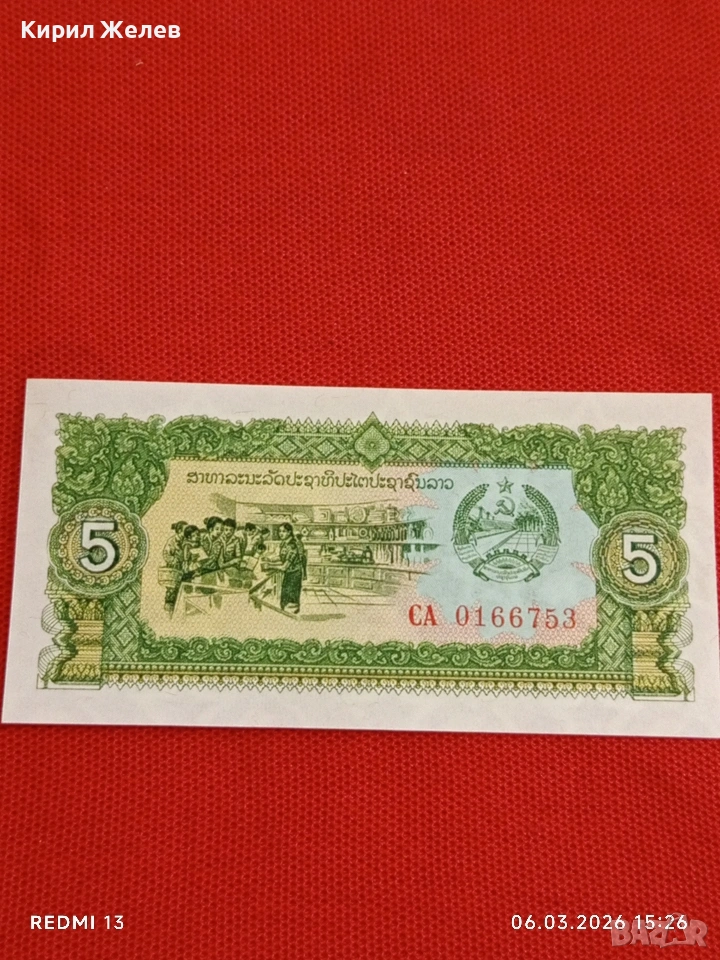 Кирил Желев
ສາທາລະນະລັດປະຊາທິປະໄຕປະຊາຊົນລາວ
5
5
CA 0166753
REDMI 13
06.03.2026 15:26
BAZAR